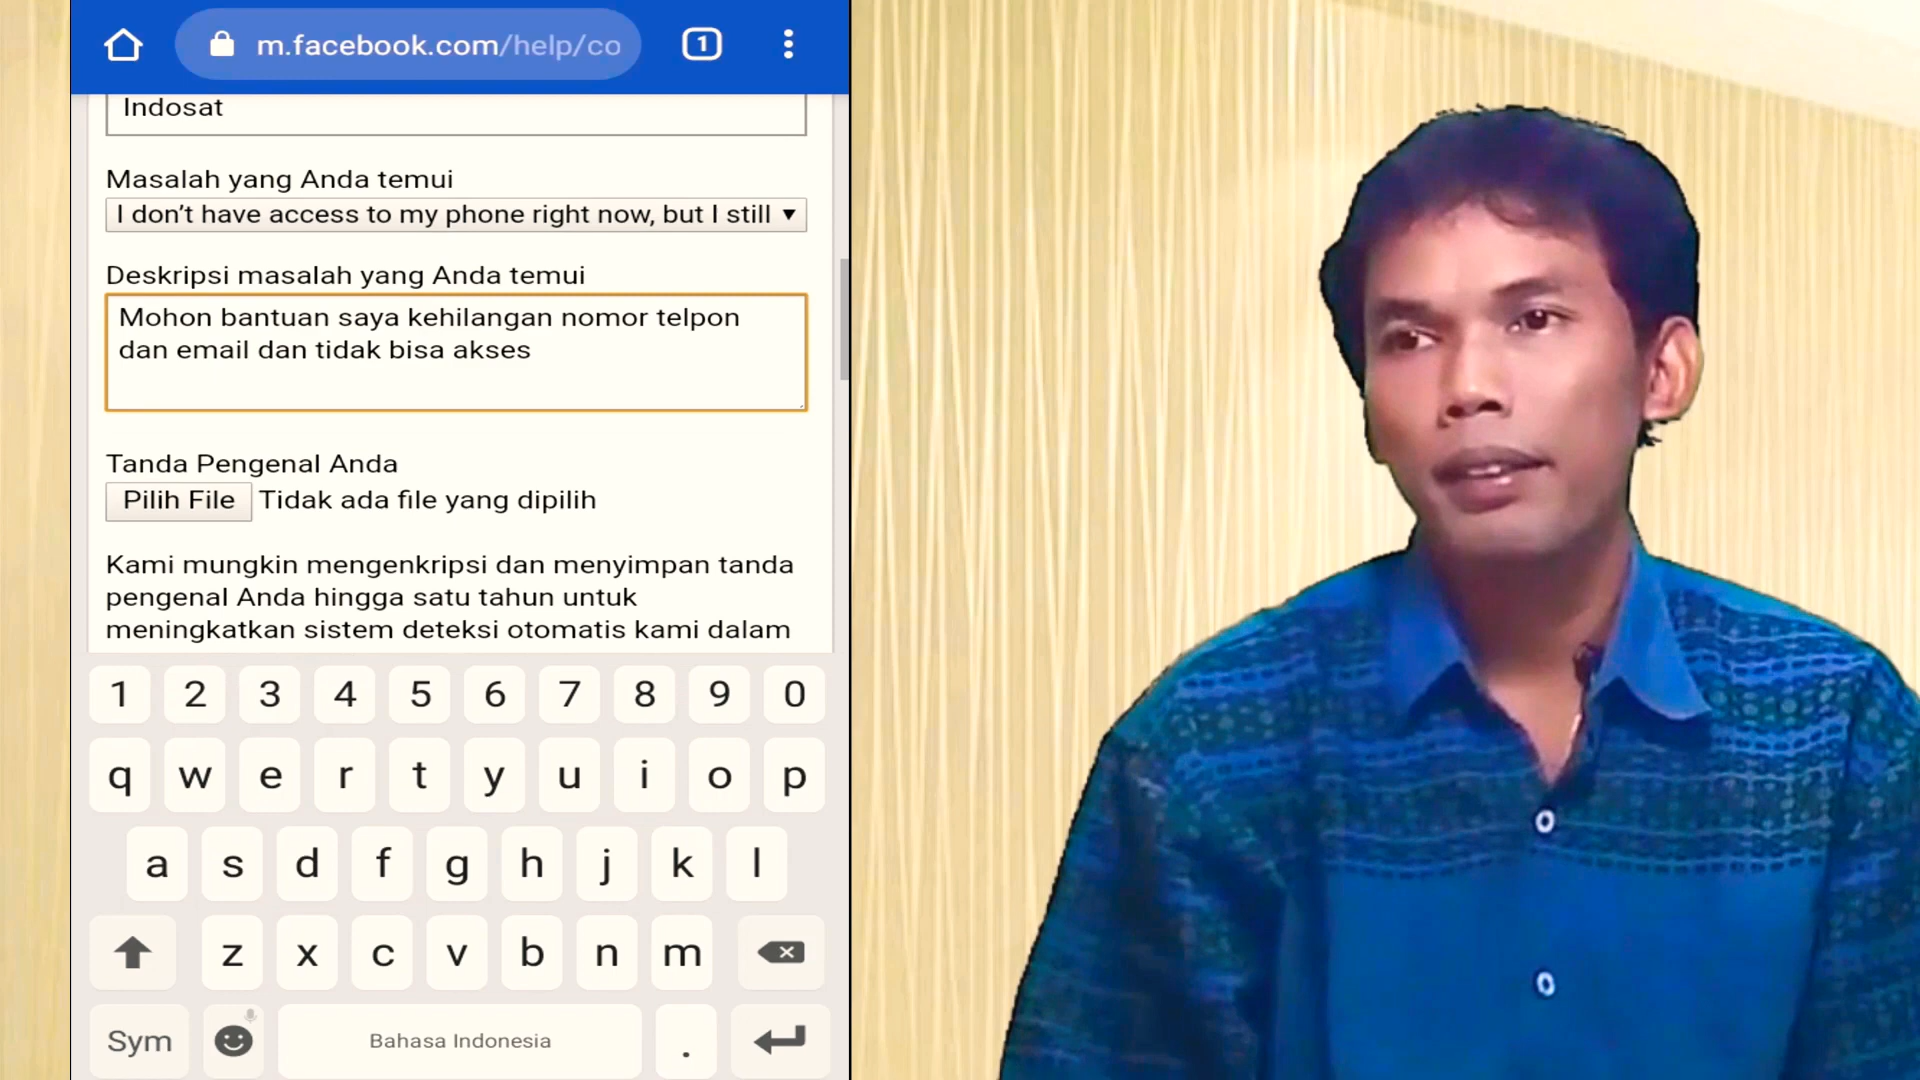 m.facebook.com/help/co
1
Indosat
Masalah yang Anda temui
I don’t have access to my phone right now, but I still
Deskripsi masalah yang Anda temui
Mohon bantuan saya kehilangan nomor telpon
dan email dan tidak bisa akses
Tanda Pengenal Anda
Pilih File Tidak ada file yang dipilih
Kami mungkin mengenkripsi dan menyimpan tanda
pengenal Anda hingga satu tahun untuk
meningkatkan sistem deteksi otomatis kami dalam
1 2 3 4 5 6 7 8 9 0
q w e r t y u i o p
a s d f g h j k l
z x c v b n m
Sym Bahasa Indonesia .